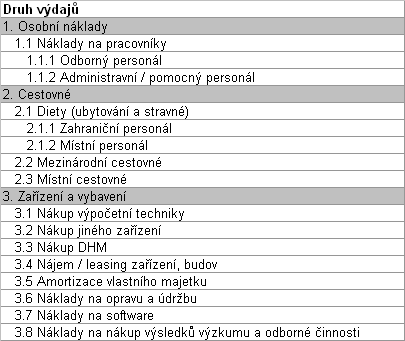 Druh výdajů
1. Osobní náklady
1.1 Náklady na pracovníky
1.1.1 Odborný personál
1.1.2 Administravní / pomocný personál
2. Cestovné
2.1 Diety (ubytování a stravné)
2.1.1 Zahraniční personál
2.1.2 Místní personál
2.2 Mezinárodní cestovné
2.3 Místní cestovné
3. Zařízení a vybavení
3.1 Nákup výpočetní techniky
3.2 Nákup jiného zařízení
3.3 Nákup DHM
3.4 Nájem / leasing zařízení, budov
3.5 Amortizace vlastního majetku
3.6 Náklady na opravu a údržbu
3.7 Náklady na software
3.8 Náklady na nákup výsledků výzkumu a odborné činnosti